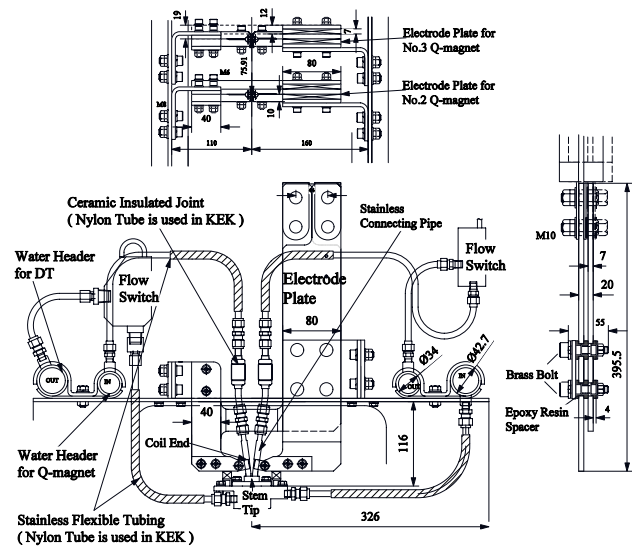 19
12
7
Electrode Plate for
No.3 Q-magnet
75.91
M6
80
Electrode Plate for
No.2 Q-magnet
M8
40
10
110
160
Ceramic Insulated Joint
( Nylon Tube is used in KEK )
Stainless
Connecting Pipe
Water Header
for DT
Flow
Switch
Flow
Switch
Electrode
Plate
80
M10
7
20
55
395.5
Ø34
Ø42.7
OUT
IN
OUT
IN
Brass Bolt
40
4
Epoxy Resin
Spacer
Coil End
116
Water Header
for Q-magnet
Stem
Tip
326
Stainless Flexible Tubing
( Nylon Tube is used in KEK )